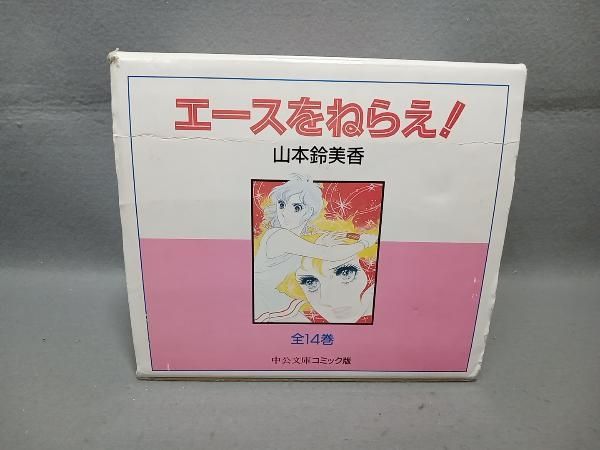 エースをねらえ!
山本鈴美香
全14巻
中公文庫コミック版